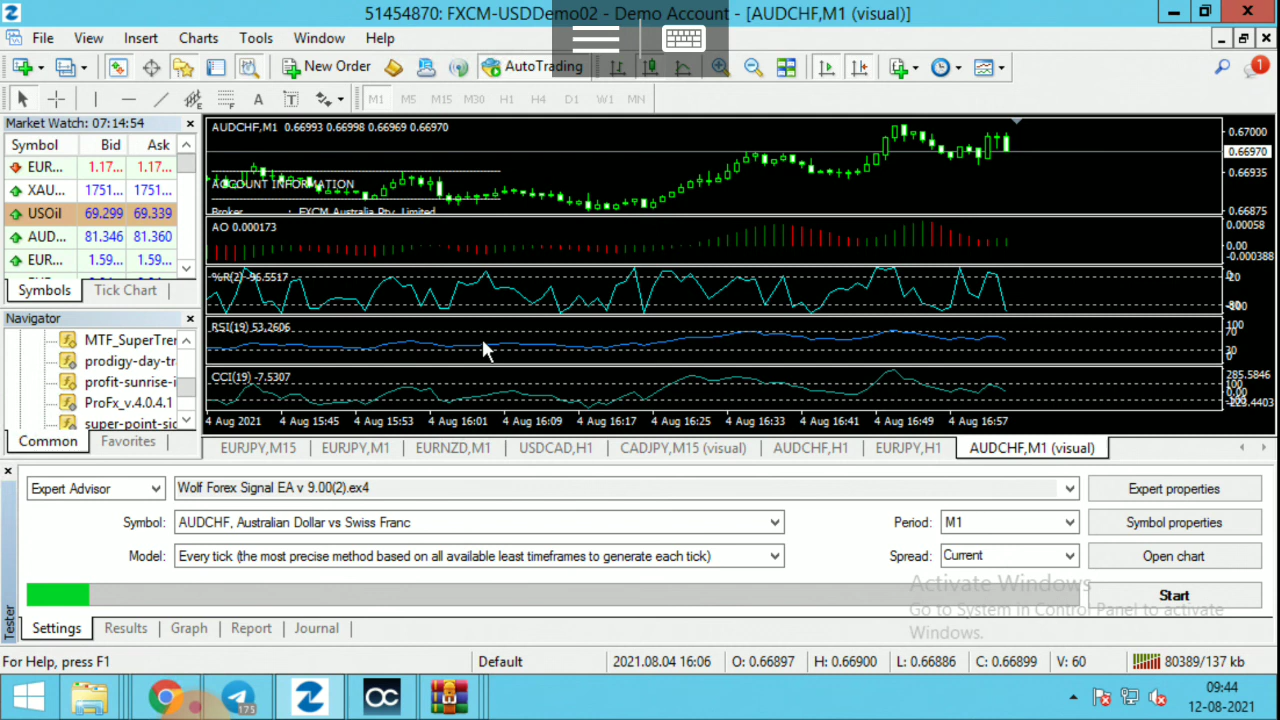 51454870: FXCM-USDDemo02 - Demo Account - [AUDCHF,M1 (visual)]
File View Insert Charts Tools Window Help
New Order AutoTrading 1
A T M1 M5 M15 M30 H1 H4 D1 W1 MN
Market Watch: 07:14:54
Symbol Bid Ask
EUR... 1.17... 1.17...
XAU... 1751... 1751...
USOil 69.299 69.339
AUD... 81.346 81.360
EUR... 1.59... 1.59...
Symbols Tick Chart
Navigator
MTF_SuperTren
prodigy-day-tr
profit-sunrise-i
ProFx_v.4.0.4.1
super-point-sig
Common Favorites
AUDCHF,M1 0.66993 0.66998 0.66969 0.66970
ACCOUNT INFORMATION
Broker : FXCM Australia Pty. Limited
0.67000
0.66970
0.66935
0.66875
AO 0.000173
0.00058
0.00
-0.000388
%R(2) -96.5517
RSI(19) 53.2606
100
70
30
0
CCI(19) -7.5307
285.5846
100
0.00
4 Aug 2021 4 Aug 15:45 4 Aug 15:53 4 Aug 16:01 4 Aug 16:09 4 Aug 16:17 4 Aug 16:25 4 Aug 16:33 4 Aug 16:41 4 Aug 16:49 4 Aug 16:57
EURJPY,M15 EURJPY,M1 EURNZD,M1 USDCAD,H1 CADJPY,M15 (visual) AUDCHF,H1 EURJPY,H1 AUDCHF,M1 (visual)
Expert Advisor Wolf Forex Signal EA v 9.00(2).ex4 Expert properties
Symbol: AUDCHF, Australian Dollar vs Swiss Franc Period: M1 Symbol properties
Model: Every tick (the most precise method based on all available least timeframes to generate each tick) Spread: Current Open chart
Activate Windows
Start
Go to System in Control Panel to activate
Windows.
Tester
Settings Results Graph Report Journal
For Help, press F1 Default 2021.08.04 16:06 O: 0.66897 H: 0.66900 L: 0.66886 C: 0.66899 V: 60 80389/137 kb
175 OC
09:44
12-08-2021